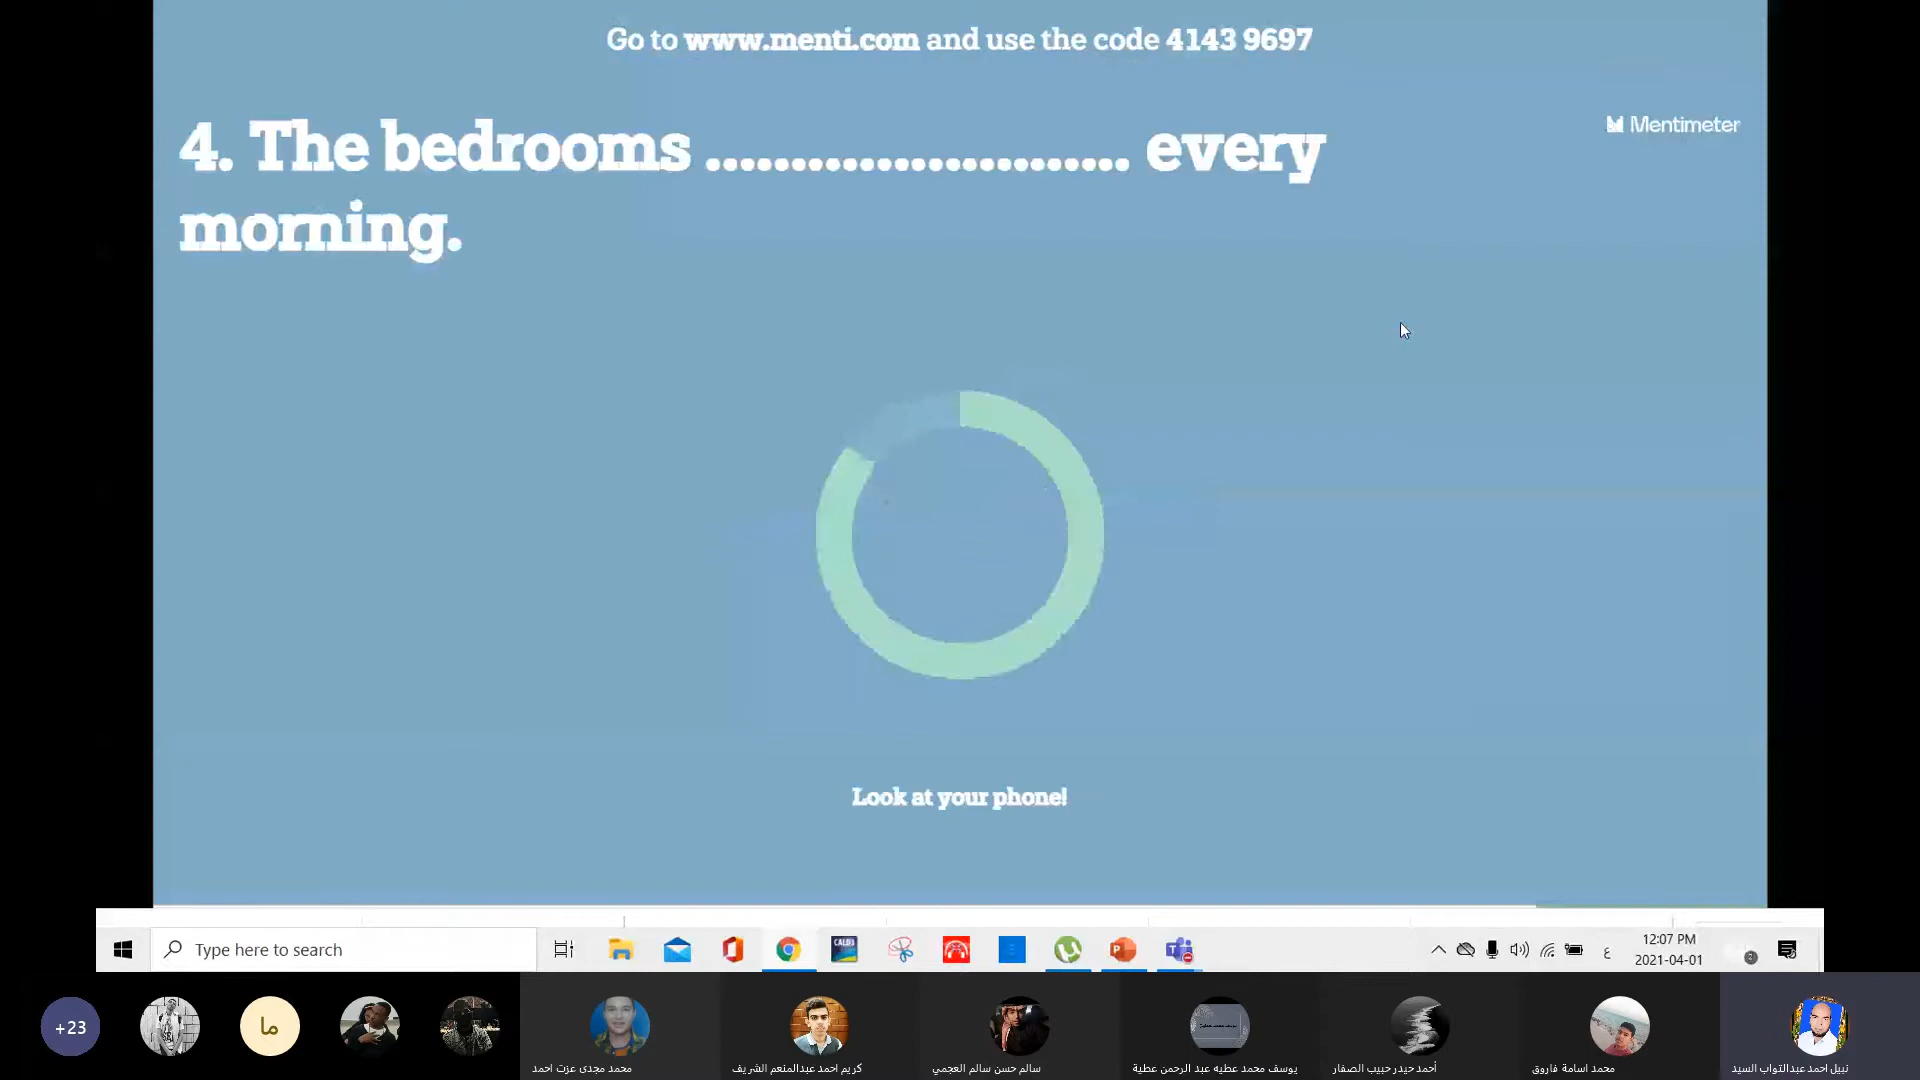 Go to www.menti.com and use the code 4143 9697
Mentimeter
4. The bedrooms ........................ every
morning.
Look at your phone!
Type here to search
ع
12:07 PM
2021-04-01
2
+23
ما
محمد مجدى عزت احمد
كريم احمد عبدالمنعم الشريف
سالم حسن سالم العجمي
يوسف محمد عطيه عبد الرحمن عطية
أحمد حيدر حبيب الصفار
محمد اسامة فاروق
نبيل احمد عبدالتواب السيد